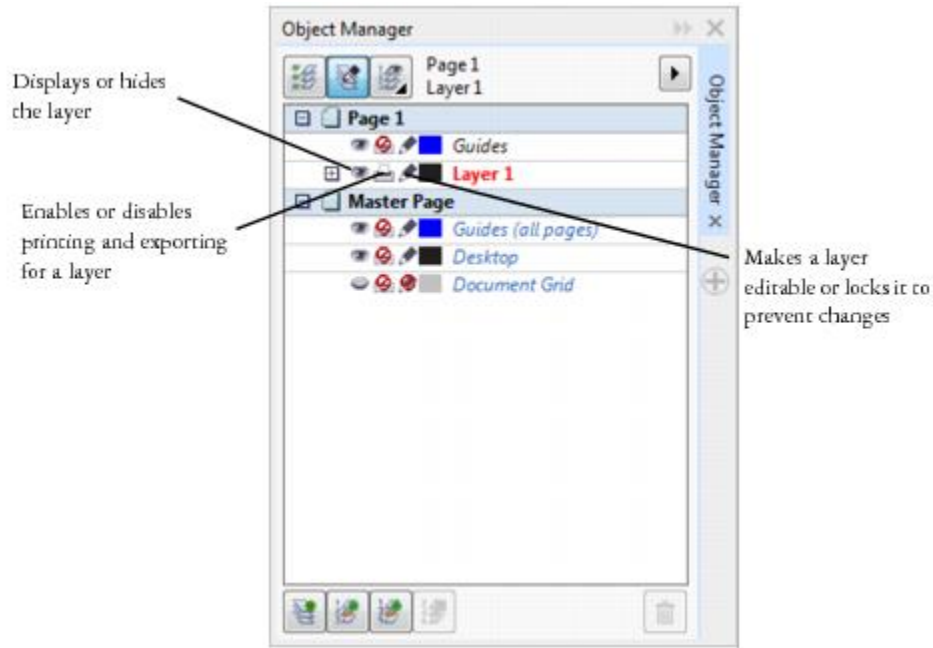 Object Manager
Page 1
Layer 1
Displays or hides
the layer
Page 1
Guides
Layer 1
Master Page
Guides (all pages)
Desktop
Document Grid
Enables or disables
printing and exporting
for a layer
Object Manager
Makes a layer
editable or locks it to
prevent changes